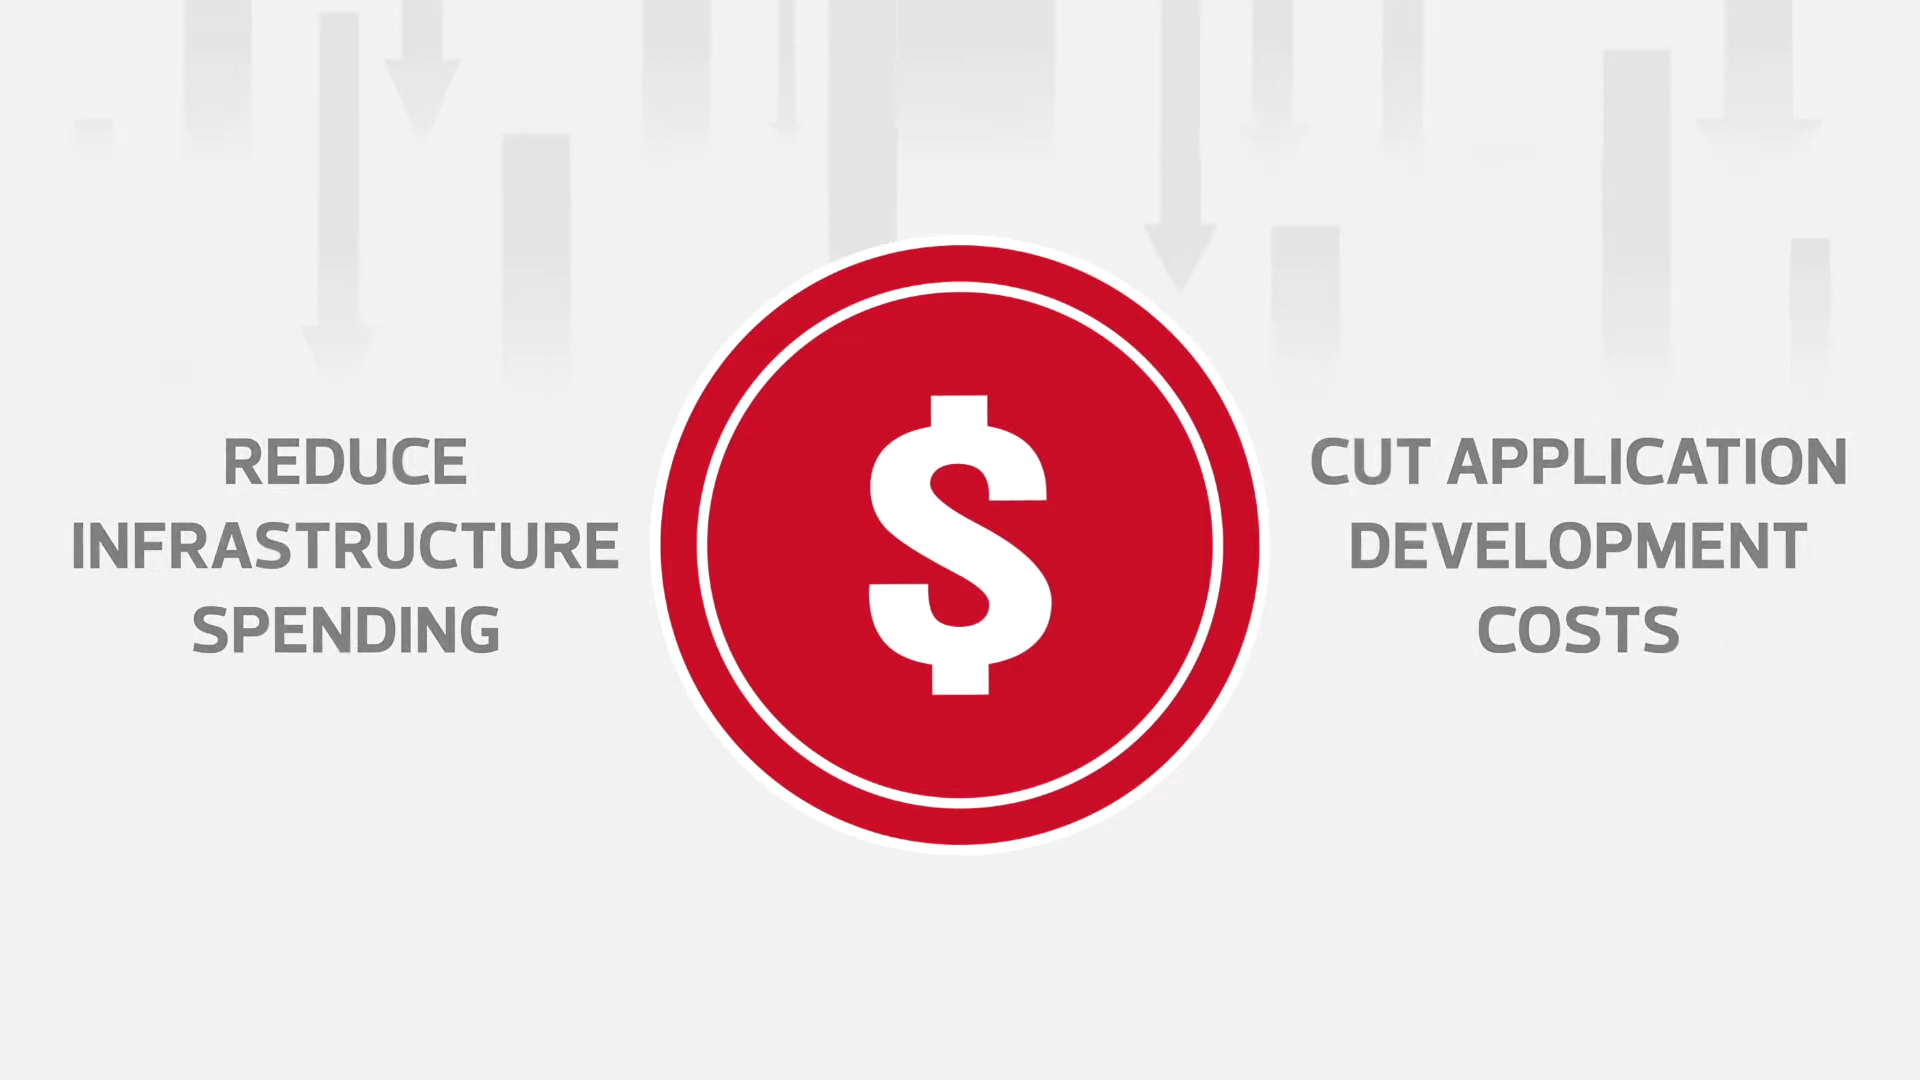 REDUCE
INFRASTRUCTURE
SPENDING
$
CUT APPLICATION
DEVELOPMENT
COSTS